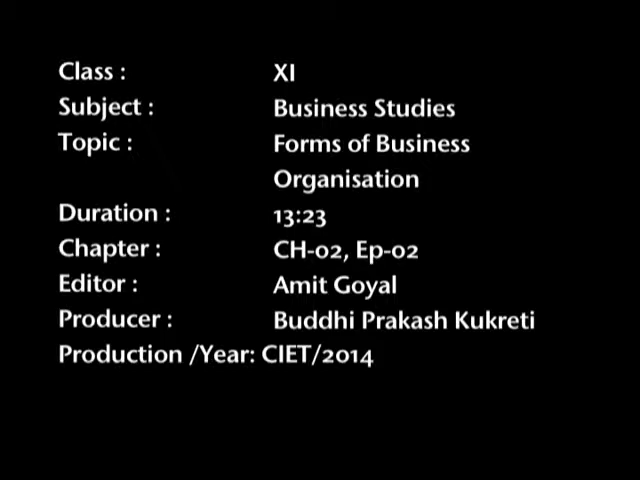 Class : XI
Subject : Business Studies
Topic : Forms of Business
Organisation
Duration : 13:23
Chapter : CH-02, Ep-02
Editor : Amit Goyal
Producer : Buddhi Prakash Kukreti
Production /Year: CIET/2014